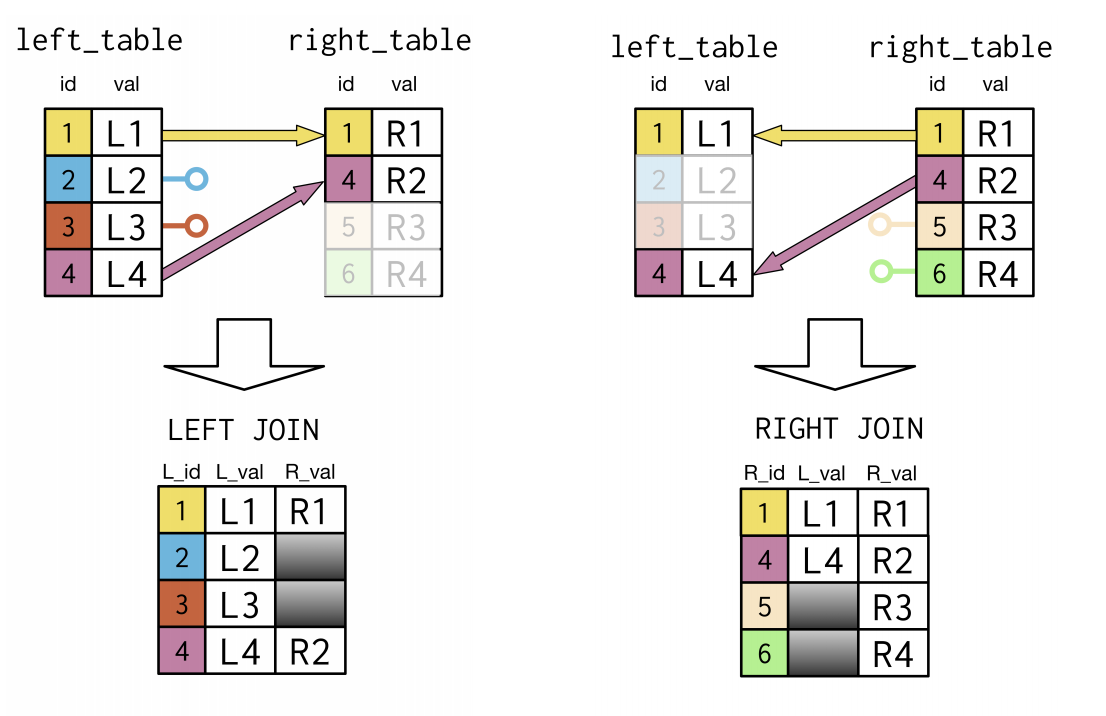 left_table right_table
id val id val
1 L1 1 R1
2 L2 4 R2
3 L3 5 R3
4 L4 6 R4
LEFT JOIN
L_id L_val R_val
1 L1 R1
2 L2
3 L3
4 L4 R2
left_table right_table
id val id val
1 L1 1 R1
2 L2 4 R2
3 L3 5 R3
4 L4 6 R4
RIGHT JOIN
R_id L_val R_val
1 L1 R1
4 L4 R2
5 R3
6 R4